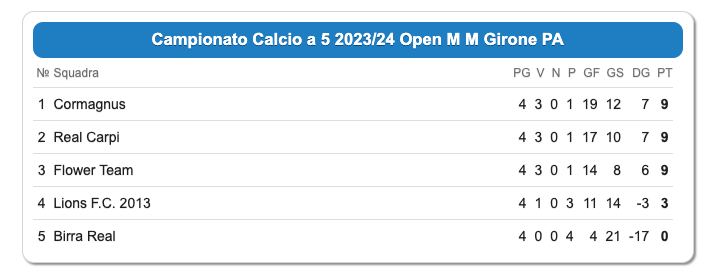 Campionato Calcio a 5 2023/24 Open M M Girone PA
№ Squadra PG V N P GF GS DG PT
1 Cormagnus 4 3 0 1 19 12 7 9
2 Real Carpi 4 3 0 1 17 10 7 9
3 Flower Team 4 3 0 1 14 8 6 9
4 Lions F.C. 2013 4 1 0 3 11 14 -3 3
5 Birra Real 4 0 0 4 4 21 -17 0